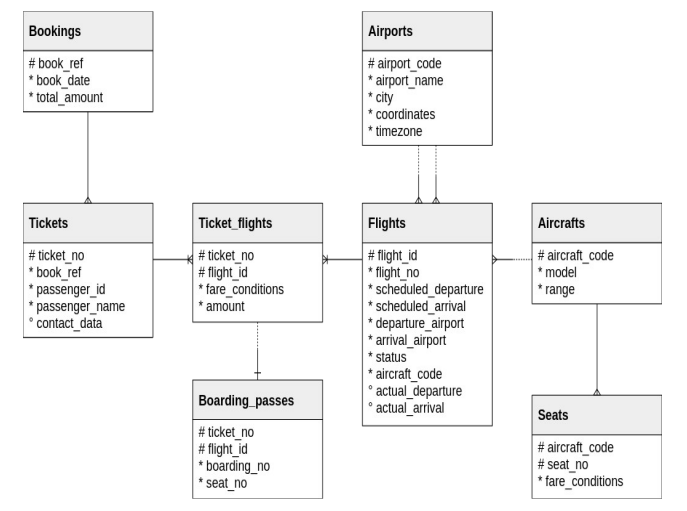 Bookings
# book_ref
* book_date
* total_amount
Airports
# airport_code
* airport_name
* city
* coordinates
* timezone
Tickets
# ticket_no
* book_ref
* passenger_id
* passenger_name
° contact_data
Ticket_flights
# ticket_no
# flight_id
* fare_conditions
* amount
Flights
# flight_id
* flight_no
* scheduled_departure
* scheduled_arrival
* departure_airport
* arrival_airport
* status
* aircraft_code
° actual_departure
° actual_arrival
Aircrafts
# aircraft_code
* model
* range
Boarding_passes
# ticket_no
# flight_id
* boarding_no
* seat_no
Seats
# aircraft_code
# seat_no
* fare_conditions